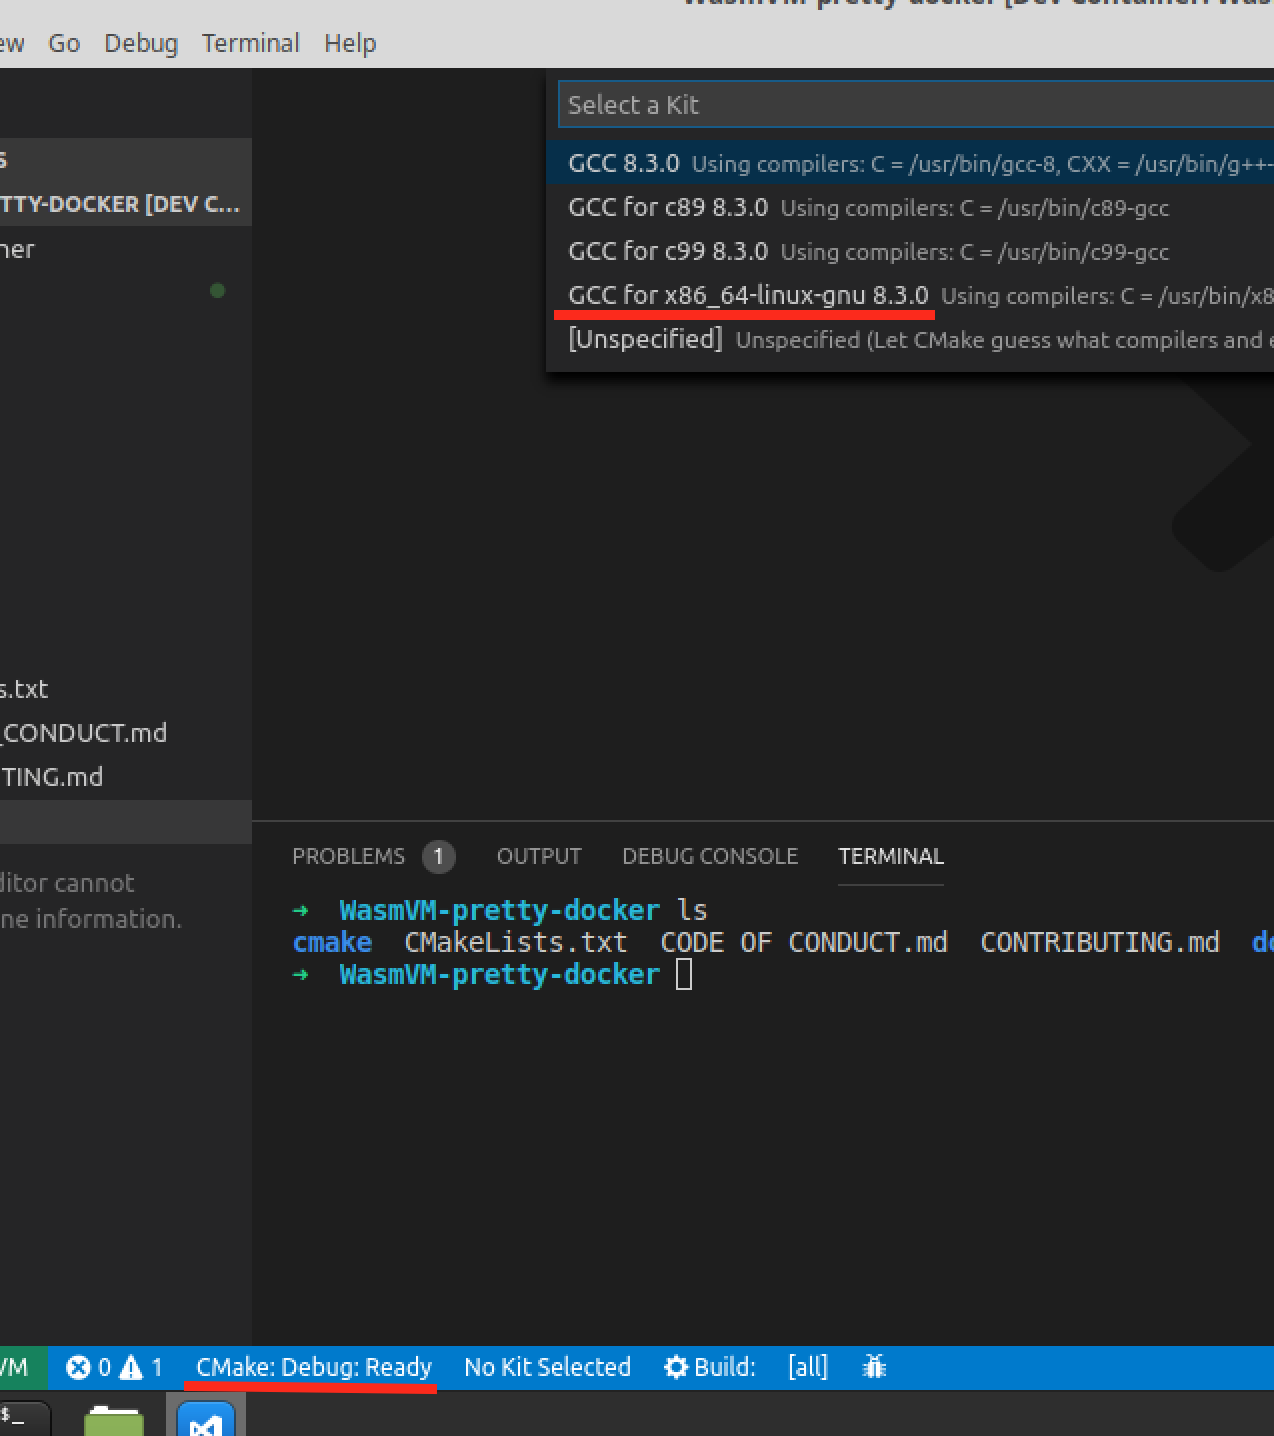 Go Debug Terminal Help
Select a Kit
GCC 8.3.0 Using compilers: C = /usr/bin/gcc-8, CXX = /usr/bin/g++-
GCC for c89 8.3.0 Using compilers: C = /usr/bin/c89-gcc
GCC for c99 8.3.0 Using compilers: C = /usr/bin/c99-gcc
GCC for x86_64-linux-gnu 8.3.0 Using compilers: C = /usr/bin/x8
[Unspecified] Unspecified (Let CMake guess what compilers and e
TTY-DOCKER [DEV C...
ner
s.txt
_CONDUCT.md
TING.md
ditor cannot
ne information.
PROBLEMS 1 OUTPUT DEBUG CONSOLE TERMINAL
→ WasmVM-pretty-docker ls
cmake CMakeLists.txt CODE OF CONDUCT.md CONTRIBUTING.md do
→ WasmVM-pretty-docker
VM 0 1 CMake: Debug: Ready No Kit Selected Build: [all]
$_